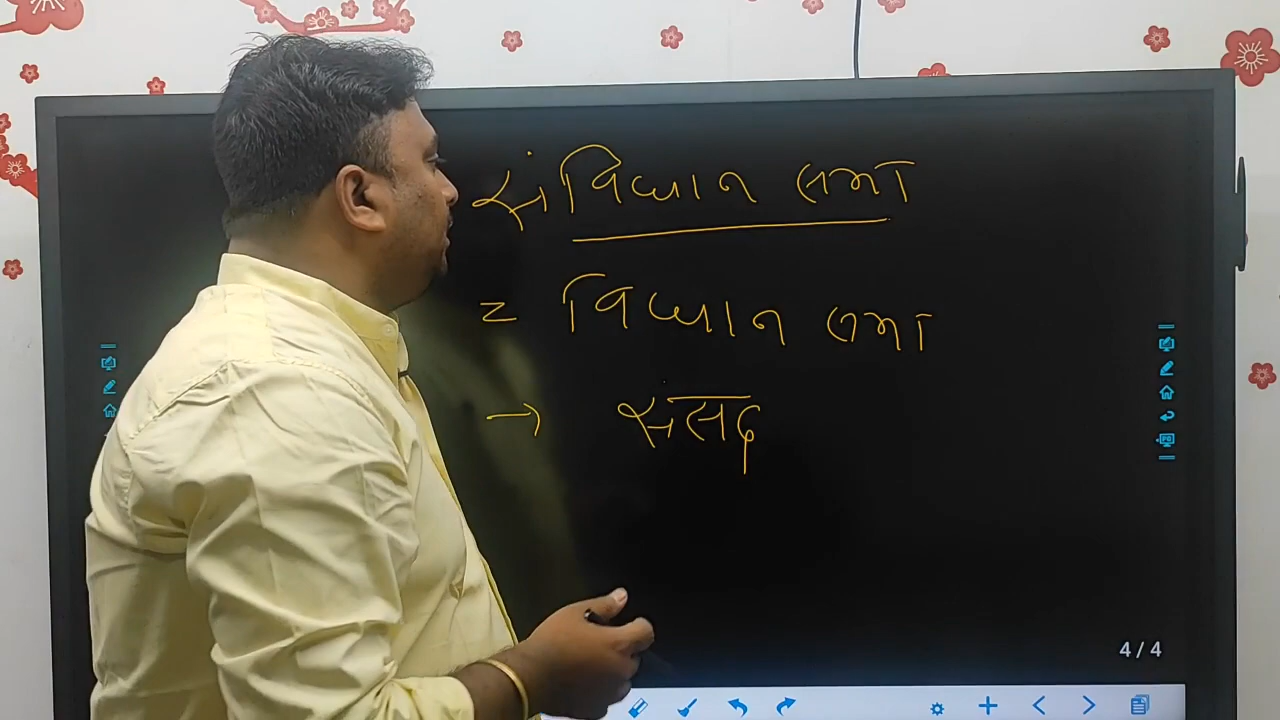 संविधान सभा
= विधान सभा
→ संसद
4 / 4